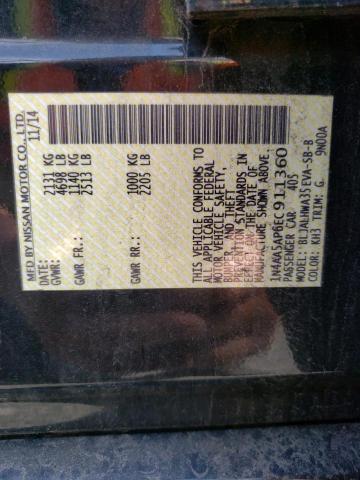 MFD BY NISSAN MOTOR CO., LTD.
11/14
GVWR: 2131 KG
4698 LB
GAWR FR: 1140 KG
2513 LB
GAWR RR: 1000 KG
2205 LB
THIS VEHICLE CONFORMS TO
ALL APPLICABLE FEDERAL
MOTOR VEHICLE SAFETY,
BUMPER, AND THEFT
PREVENTION STANDARDS IN
EFFECT ON THE DATE OF
MANUFACTURE SHOWN ABOVE.
1N4AA5AP6EC911360
PASSENGER CAR 405
MODEL: BIJALHWA35EVA-SB-B
COLOR: KH3 TRIM: G 9N00A